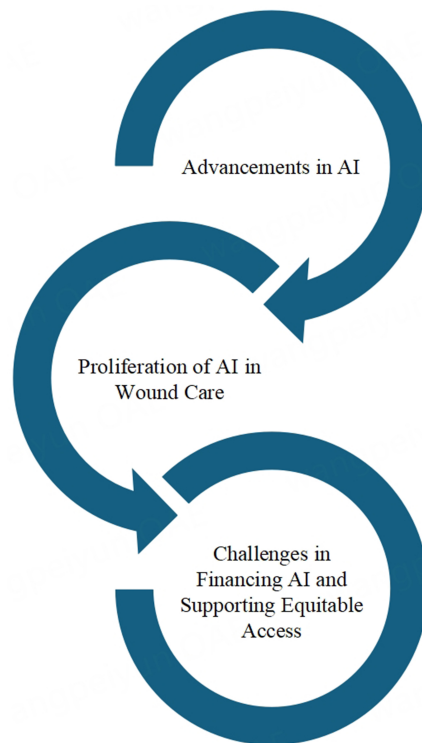 Advancements in AI
Proliferation of AI in
Wound Care
Challenges in
Financing AI and
Supporting Equitable
Access